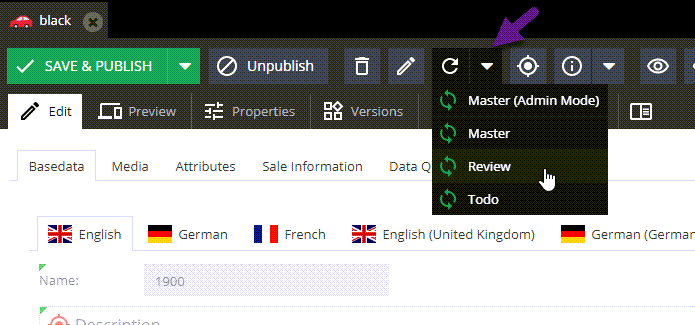 black
SAVE & PUBLISH
Unpublish
Edit
Preview
Properties
Versions
Master (Admin Mode)
Master
Review
Todo
Basedata
Media
Attributes
Sale Information
Data Q
English
German
French
English (United Kingdom)
German (German
Name:
1900
Description